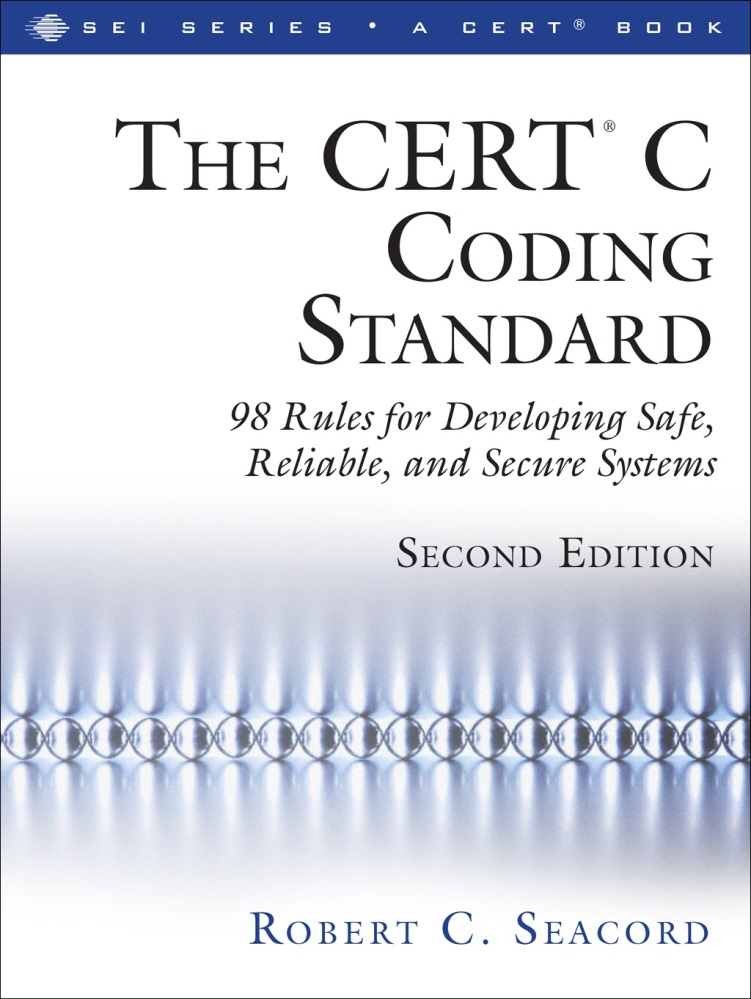 SEI SERIES • A CERT® BOOK
THE CERT® C
CODING
STANDARD
98 Rules for Developing Safe,
Reliable, and Secure Systems
SECOND EDITION
ROBERT C. SEACORD